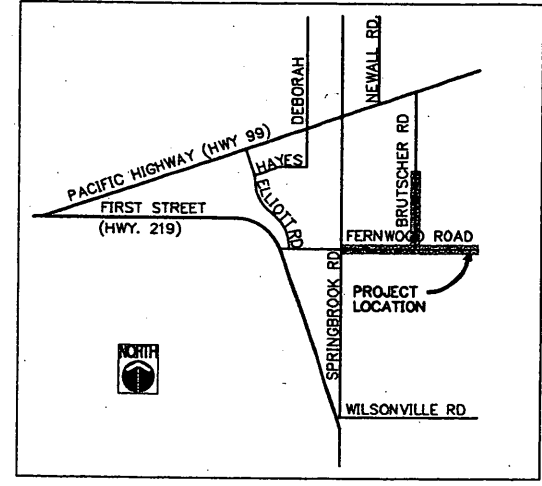 DEBORAH
NEWALL RD.
PACIFIC HIGHWAY (HWY 99)
HAYES
BRUTSCHER RD
ELLIOTT RD
FIRST STREET
(HWY. 219)
FERNWOOD ROAD
SPRINGBROOK RD
PROJECT
LOCATION
NORTH
WILSONVILLE RD